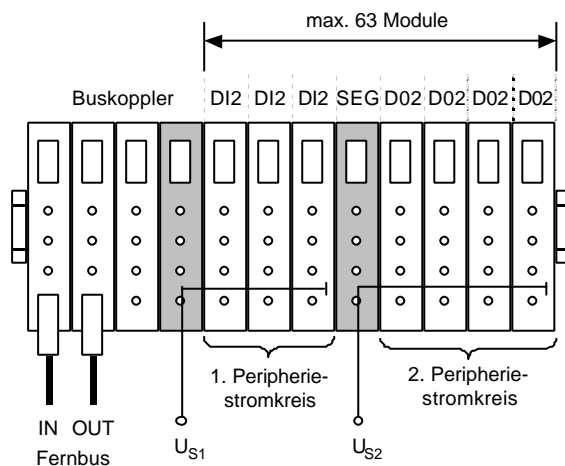 max. 63 Module
Buskoppler DI2 DI2 DI2 SEG D02 D02 D02 D02
1. Peripherie-
stromkreis
2. Peripherie-
stromkreis
IN OUT
Fernbus
US1
US2